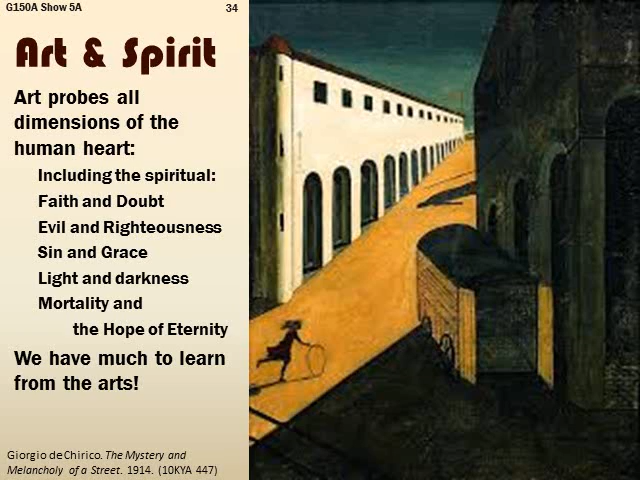 G150A Show 5A 34
Art & Spirit
Art probes all
dimensions of the
human heart:
Including the spiritual:
Faith and Doubt
Evil and Righteousness
Sin and Grace
Light and darkness
Mortality and
the Hope of Eternity
We have much to learn
from the arts!
Giorgio deChirico. The Mystery and
Melancholy of a Street. 1914. (10KYA 447)